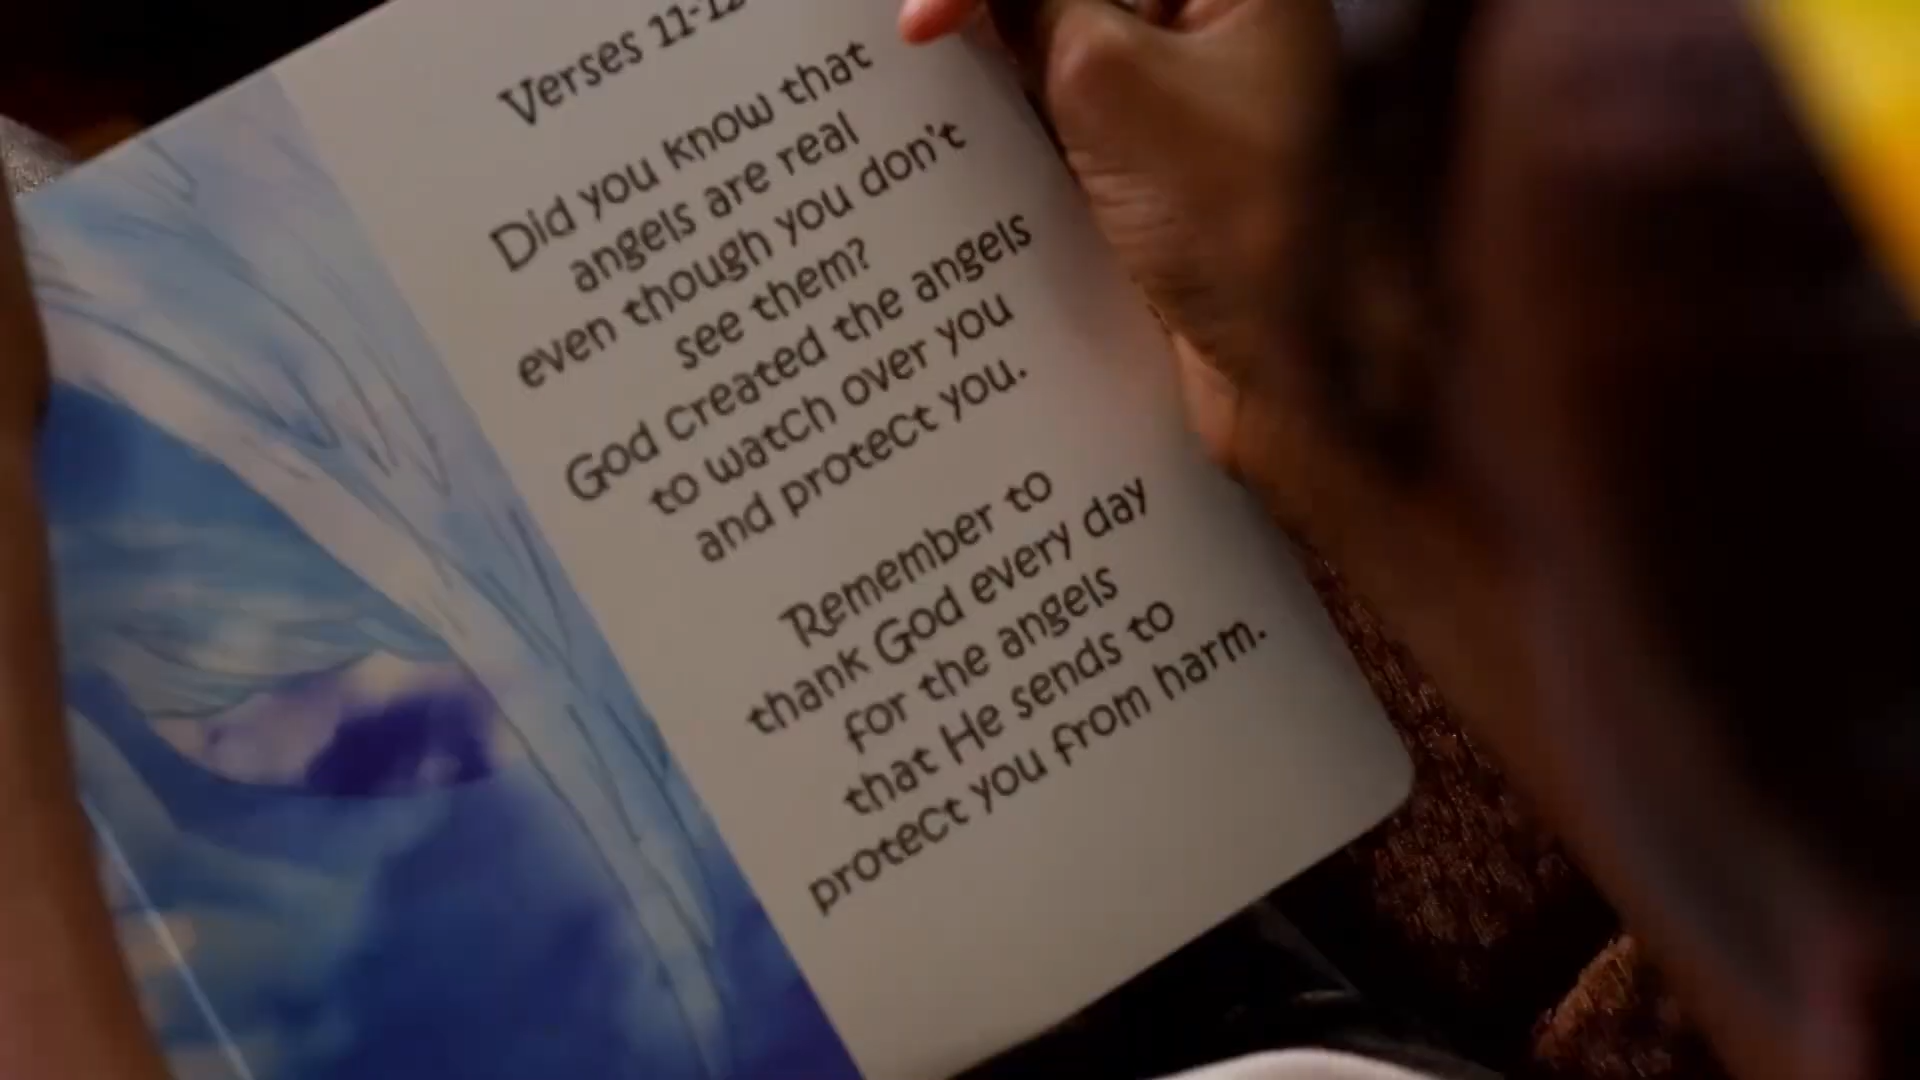 Verses 11-12
Did you know that
angels are real
even though you don't
see them?
God created the angels
to watch over you
and protect you.
Remember to
thank God every day
for the angels
that He sends to
protect you from harm.